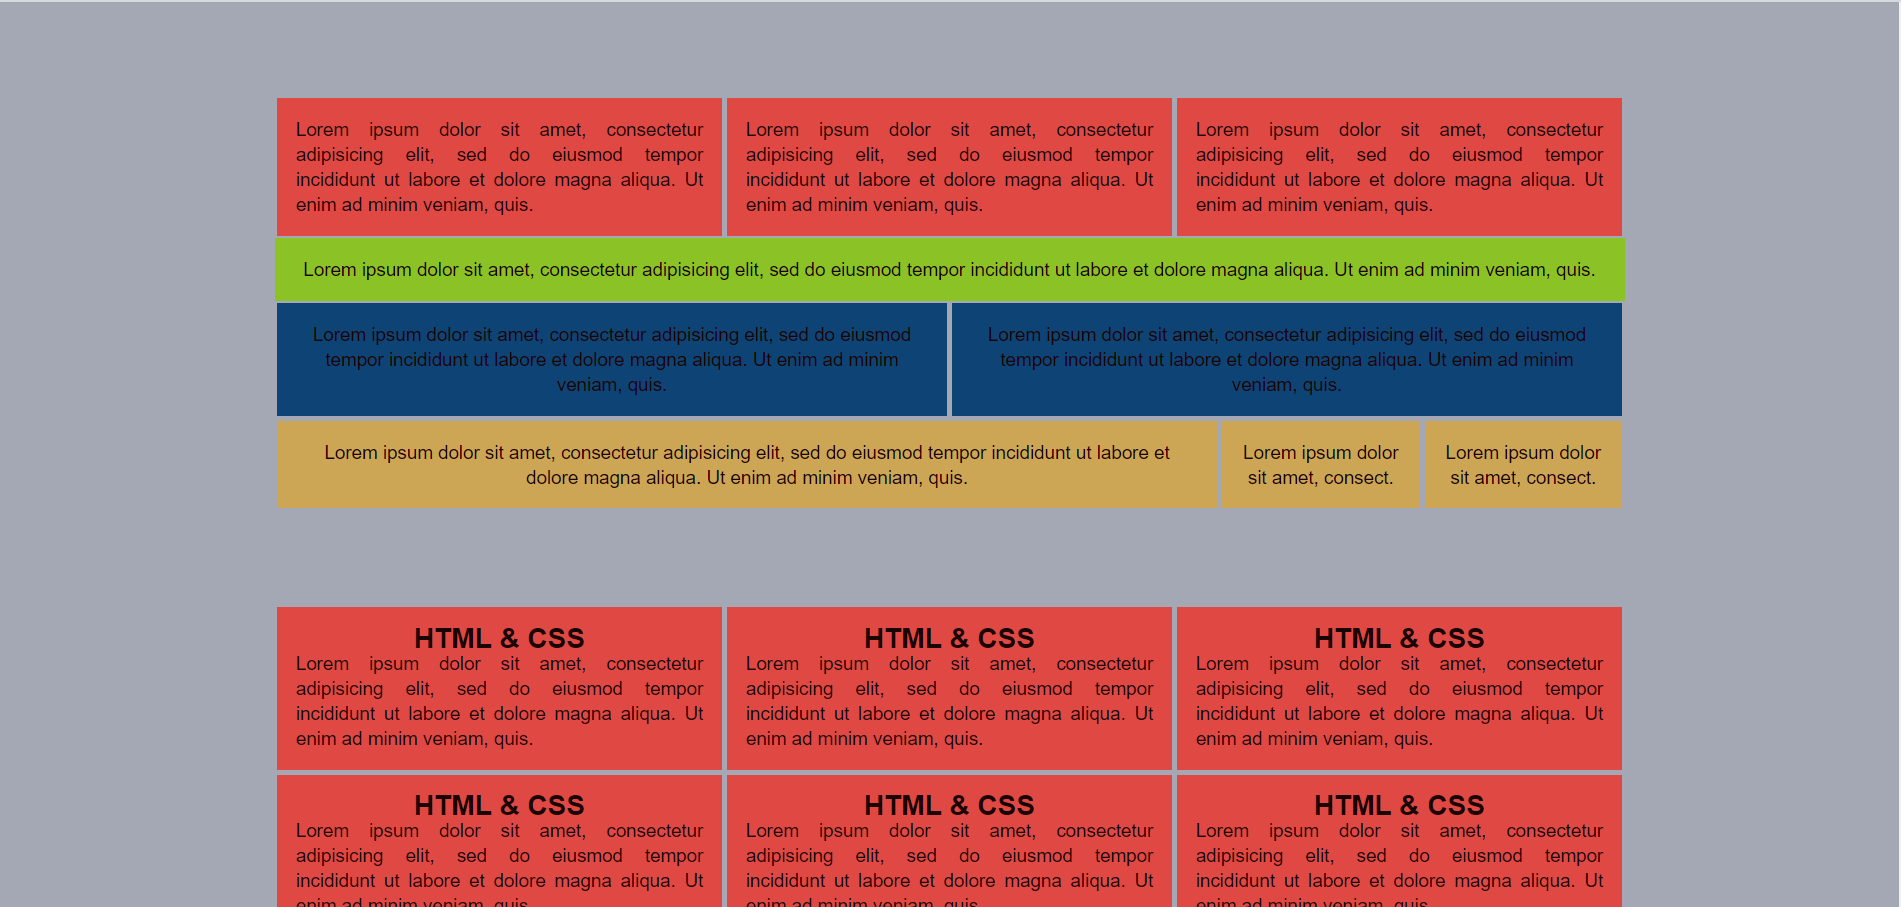 Lorem ipsum dolor sit amet, consectetur
adipisicing elit, sed do eiusmod tempor
incididunt ut labore et dolore magna aliqua. Ut
enim ad minim veniam, quis.
Lorem ipsum dolor sit amet, consectetur
adipisicing elit, sed do eiusmod tempor
incididunt ut labore et dolore magna aliqua. Ut
enim ad minim veniam, quis.
Lorem ipsum dolor sit amet, consectetur
adipisicing elit, sed do eiusmod tempor
incididunt ut labore et dolore magna aliqua. Ut
enim ad minim veniam, quis.
Lorem ipsum dolor sit amet, consectetur adipisicing elit, sed do eiusmod tempor incididunt ut labore et dolore magna aliqua. Ut enim ad minim veniam, quis.
Lorem ipsum dolor sit amet, consectetur adipisicing elit, sed do eiusmod
tempor incididunt ut labore et dolore magna aliqua. Ut enim ad minim
veniam, quis.
Lorem ipsum dolor sit amet, consectetur adipisicing elit, sed do eiusmod
tempor incididunt ut labore et dolore magna aliqua. Ut enim ad minim
veniam, quis.
Lorem ipsum dolor sit amet, consectetur adipisicing elit, sed do eiusmod tempor incididunt ut labore et
dolore magna aliqua. Ut enim ad minim veniam, quis.
Lorem ipsum dolor
sit amet, consect.
Lorem ipsum dolor
sit amet, consect.
HTML & CSS
Lorem ipsum dolor sit amet, consectetur
adipisicing elit, sed do eiusmod tempor
incididunt ut labore et dolore magna aliqua. Ut
enim ad minim veniam, quis.
HTML & CSS
Lorem ipsum dolor sit amet, consectetur
adipisicing elit, sed do eiusmod tempor
incididunt ut labore et dolore magna aliqua. Ut
enim ad minim veniam, quis.
HTML & CSS
Lorem ipsum dolor sit amet, consectetur
adipisicing elit, sed do eiusmod tempor
incididunt ut labore et dolore magna aliqua. Ut
enim ad minim veniam, quis.
HTML & CSS
Lorem ipsum dolor sit amet, consectetur
adipisicing elit, sed do eiusmod tempor
incididunt ut labore et dolore magna aliqua. Ut
enim ad minim veniam, quis.
HTML & CSS
Lorem ipsum dolor sit amet, consectetur
adipisicing elit, sed do eiusmod tempor
incididunt ut labore et dolore magna aliqua. Ut
enim ad minim veniam, quis.
HTML & CSS
Lorem ipsum dolor sit amet, consectetur
adipisicing elit, sed do eiusmod tempor
incididunt ut labore et dolore magna aliqua. Ut
enim ad minim veniam, quis.